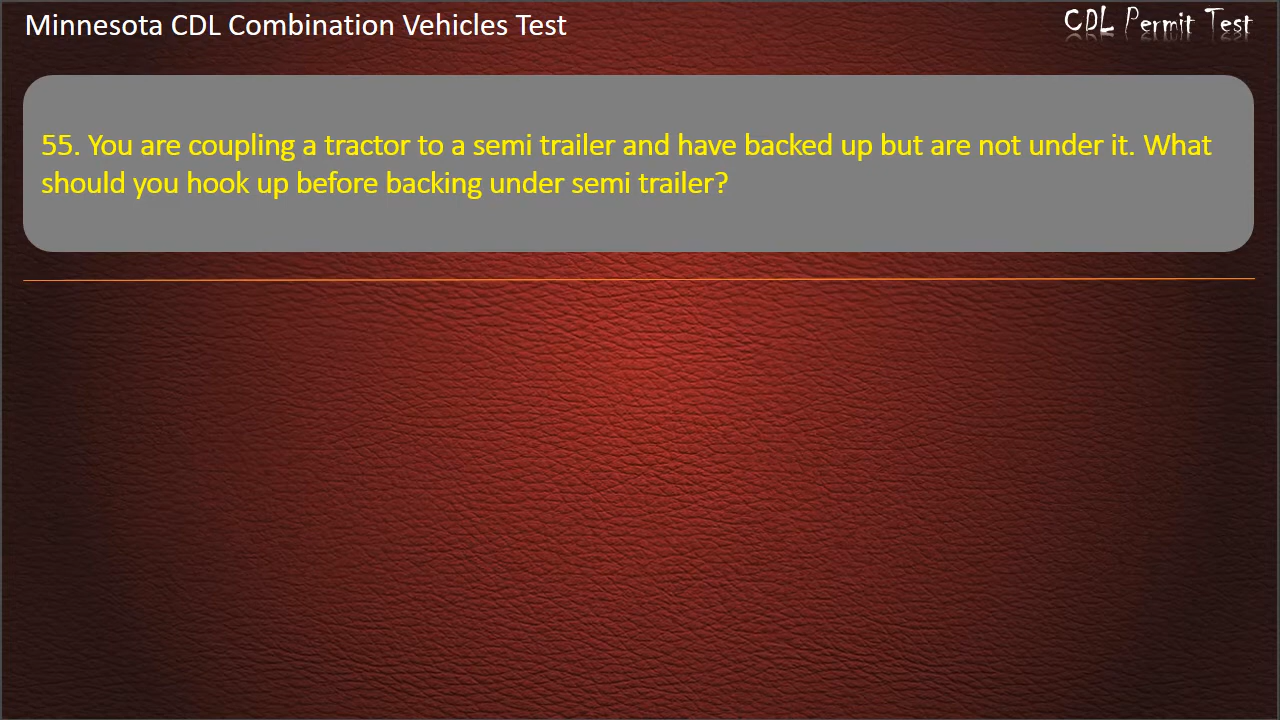 Minnesota CDL Combination Vehicles Test
CDL Permit Test
55. You are coupling a tractor to a semi trailer and have backed up but are not under it. What
should you hook up before backing under semi trailer?